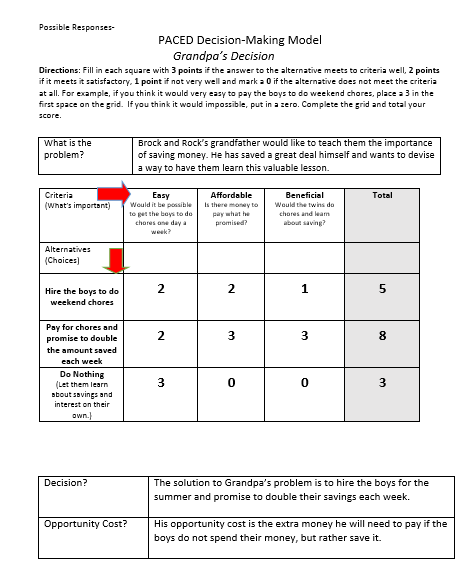 Possible Responses-
PACED Decision-Making Model
Grandpa's Decision
Directions: Fill in each square with 3 points if the answer to the alternative meets to criteria well, 2 points
if it meets it satisfactory, 1 point if not very well and mark a 0 if the alternative does not meet the criteria
at all. For example, if you think it would very easy to pay the boys to do weekend chores, place a 3 in the
first space on the grid. If you think it would impossible, put in a zero. Complete the grid and total your
score.
What is the
problem?
Brock and Rock's grandfather would like to teach them the importance
of saving money. He has saved a great deal himself and wants to devise
a way to have them learn this valuable lesson.
Criteria
(What's important)
Easy
Would it be possible
to get the boys to do
chores one day a
week?
Affordable
Is there money to
pay what he
promised?
Beneficial
Would the twins do
chores and learn
about saving?
Total
Alternatives
(Choices)
Hire the boys to do
weekend chores
2
2
1
5
Pay for chores and
promise to double
the amount saved
each week
2
3
3
8
Do Nothing
(Let them learn
about savings and
interest on their
own.)
3
0
0
3
Decision?
The solution to Grandpa's problem is to hire the boys for the
summer and promise to double their savings each week.
Opportunity Cost?
His opportunity cost is the extra money he will need to pay if the
boys do not spend their money, but rather save it.